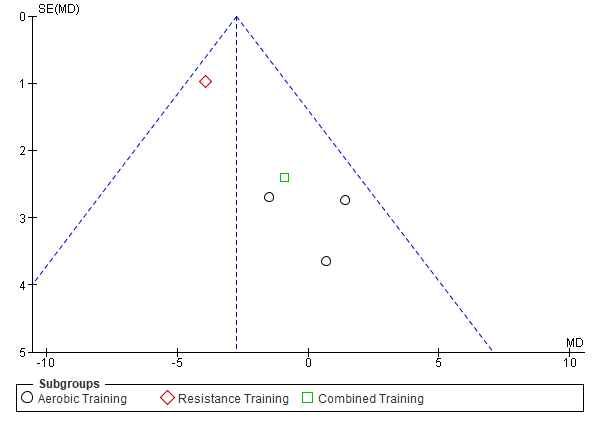 SE(MD)
0
1
2
3
4
5
MD
-10
-5
0
5
10
Subgroups
Aerobic Training Resistance Training Combined Training